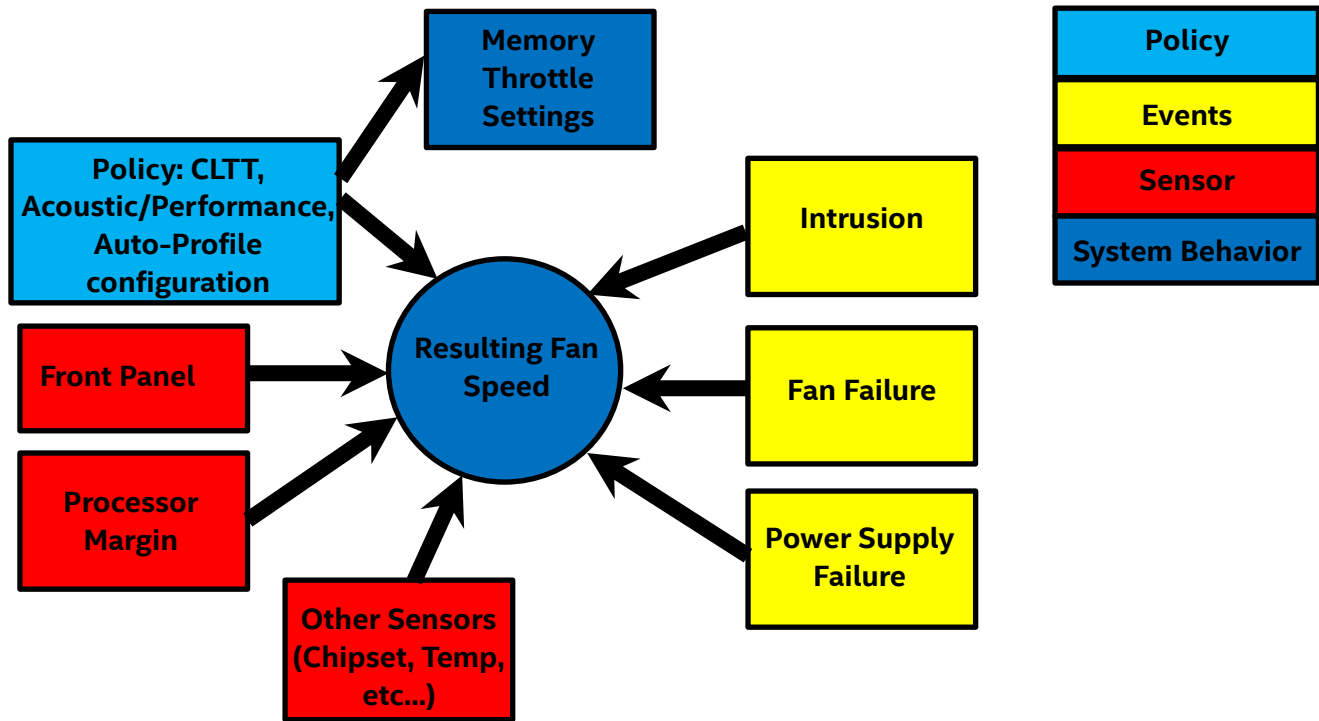 Memory
Throttle
Settings
Policy: CLTT,
Acoustic/Performance,
Auto-Profile
configuration
Intrusion
Resulting Fan
Speed
Front Panel
Fan Failure
Processor
Margin
Power Supply
Failure
Other Sensors
(Chipset, Temp,
etc...)
Policy
Events
Sensor
System Behavior